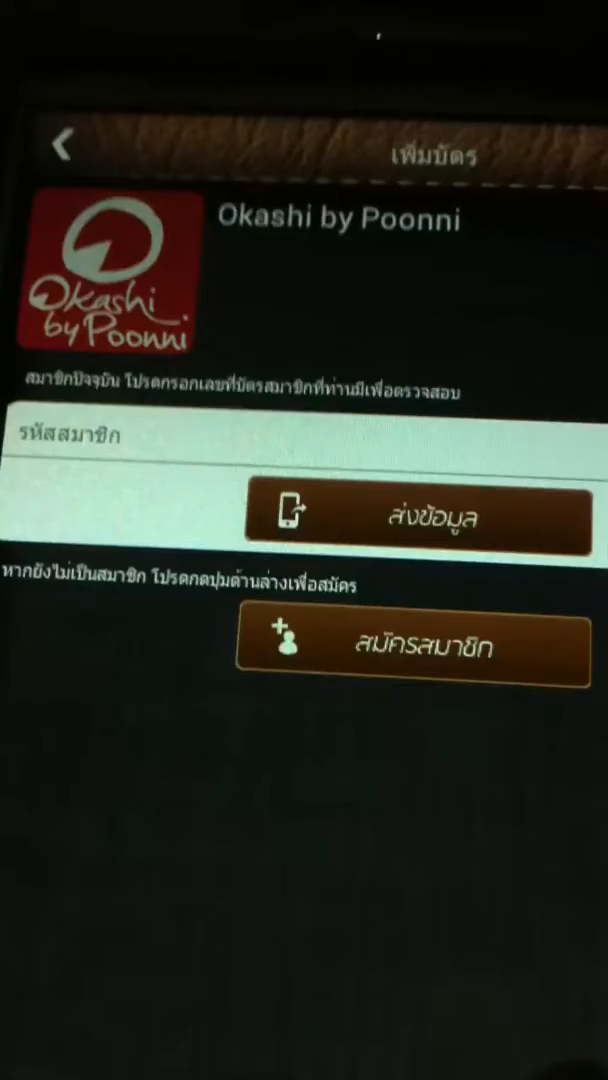 เพิ่มบัตร
Okashi by Poonni
Okashi
by Poonni
สมาชิกปัจจุบัน โปรดกรอกเลขที่บัตรสมาชิกที่ท่านมีเพื่อตรวจสอบ
รหัสสมาชิก
ส่งข้อมูล
หากยังไม่เป็นสมาชิก โปรดกดปุ่มด้านล่างเพื่อสมัคร
สมัครสมาชิก